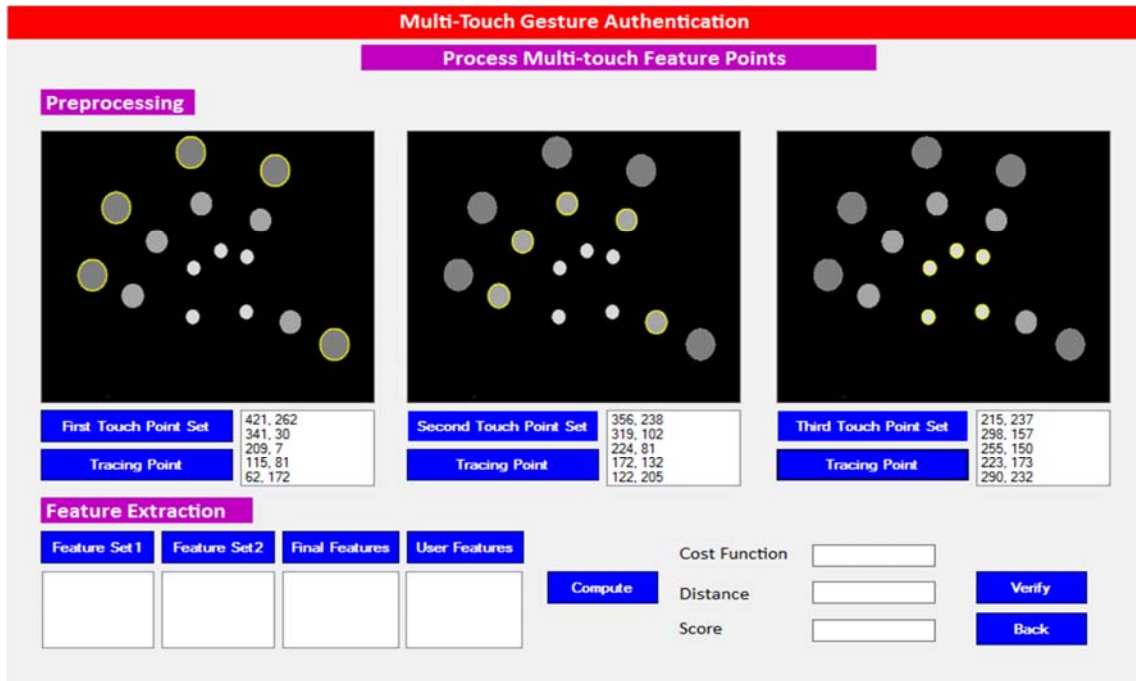 Multi-Touch Gesture Authentication
Process Multi-touch Feature Points
Preprocessing
First Touch Point Set
Tracing Point
421, 262
341, 30
209, 7
115, 81
62, 172
Second Touch Point Set
Tracing Point
356, 238
319, 102
224, 81
172, 132
122, 205
Third Touch Point Set
Tracing Point
215, 237
298, 157
255, 150
223, 173
290, 232
Feature Extraction
Feature Set1 Feature Set2 Final Features User Features
Compute
Cost Function
Distance
Score
Verify
Back